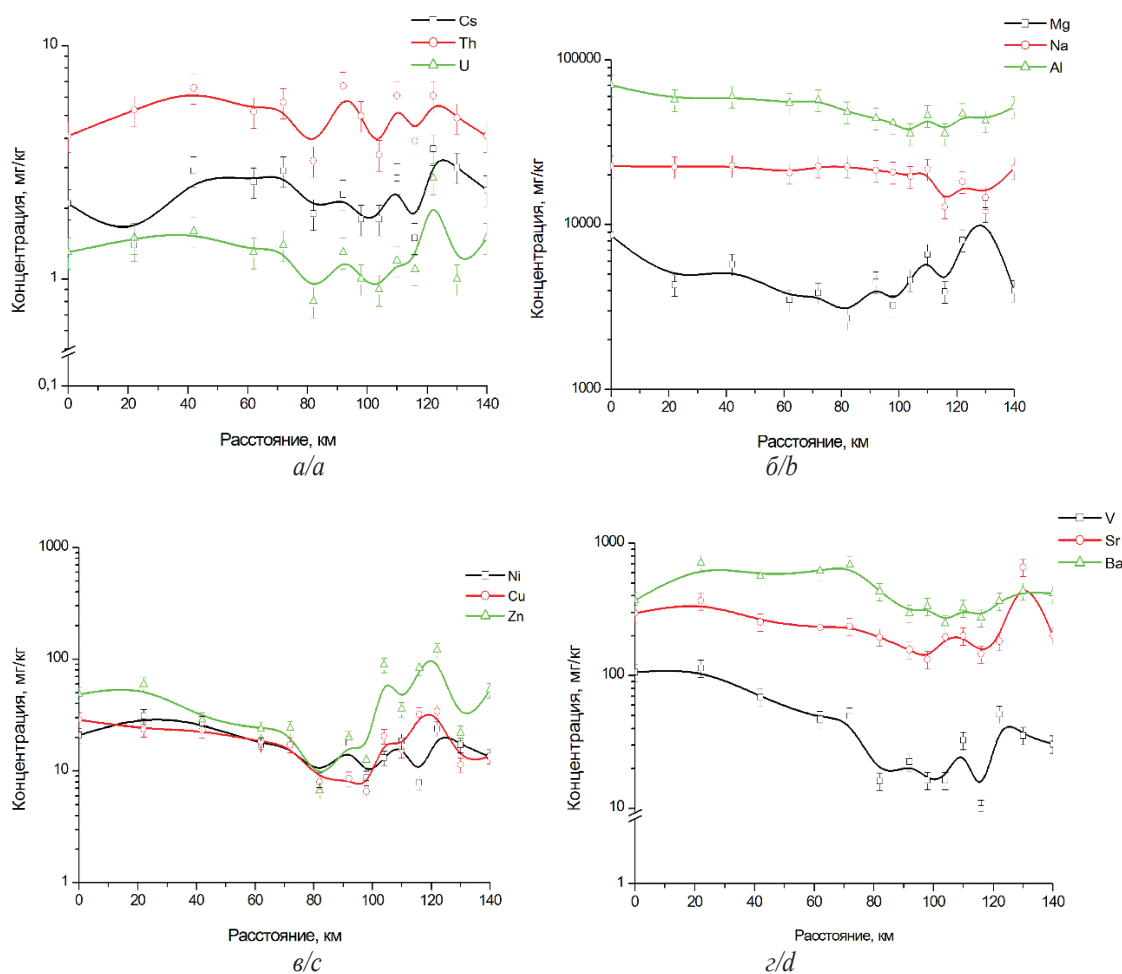 Cs
Th
U
10
1
0,1
Концентрация, мг/кг
0 20 40 60 80 100 120 140
Расстояние, км
а/a
Mg
Na
Al
100000
10000
1000
Концентрация, мг/кг
0 20 40 60 80 100 120 140
Расстояние, км
б/b
Ni
Cu
Zn
1000
100
10
1
Концентрация, мг/кг
0 20 40 60 80 100 120 140
Расстояние, км
в/c
V
Sr
Ba
1000
100
10
1
Концентрация, мг/кг
0 20 40 60 80 100 120 140
Расстояние, км
г/d